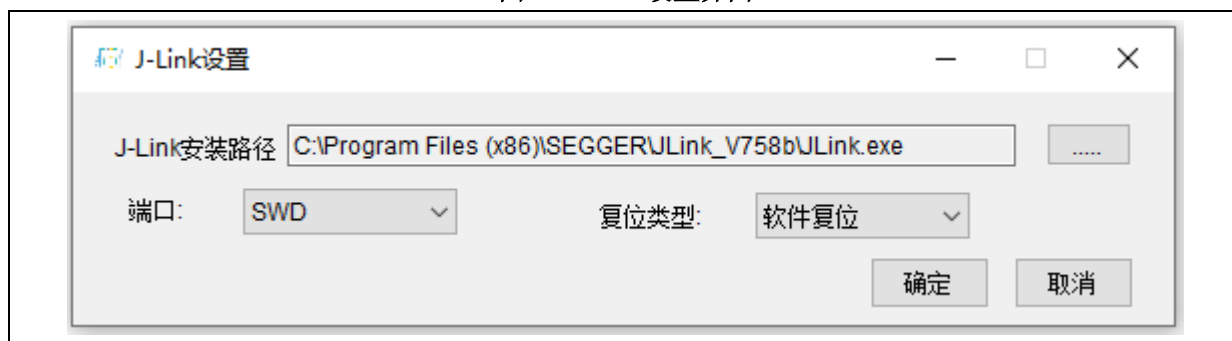 J-Link设置
J-Link安装路径 C:\Program Files (x86)\SEGGER\JLink_V758b\JLink.exe .....
端口: SWD 复位类型: 软件复位
确定 取消